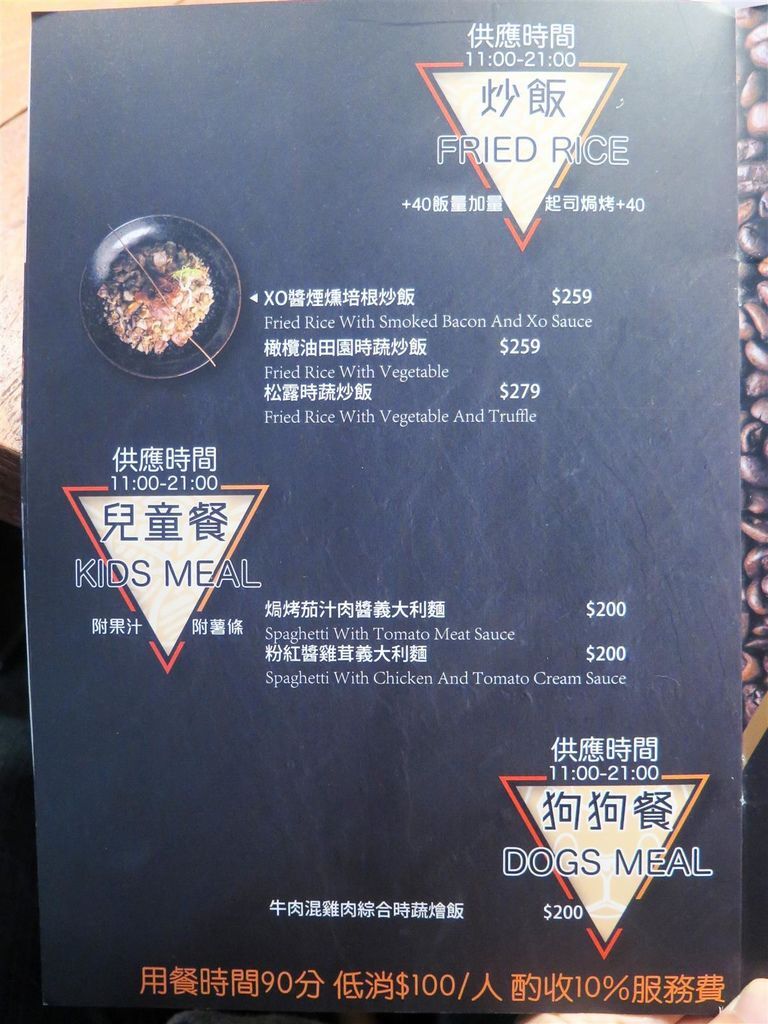 供應時間
11:00-21:00
炒飯
FRIED RICE
+40飯量加量 起司焗烤+40
XO醬煙燻培根炒飯 $259
Fried Rice With Smoked Bacon And Xo Sauce
橄欖油田園時蔬炒飯 $259
Fried Rice With Vegetable
松露時蔬炒飯 $279
Fried Rice With Vegetable And Truffle
供應時間
11:00-21:00
兒童餐
KIDS MEAL
附果汁 附薯條
焗烤茄汁肉醬義大利麵 $200
Spaghetti With Tomato Meat Sauce
粉紅醬雞茸義大利麵 $200
Spaghetti With Chicken And Tomato Cream Sauce
供應時間
11:00-21:00
狗狗餐
DOGS MEAL
牛肉混雞肉綜合時蔬燴飯 $200
用餐時間90分 低消$100/人 酌收10%服務費